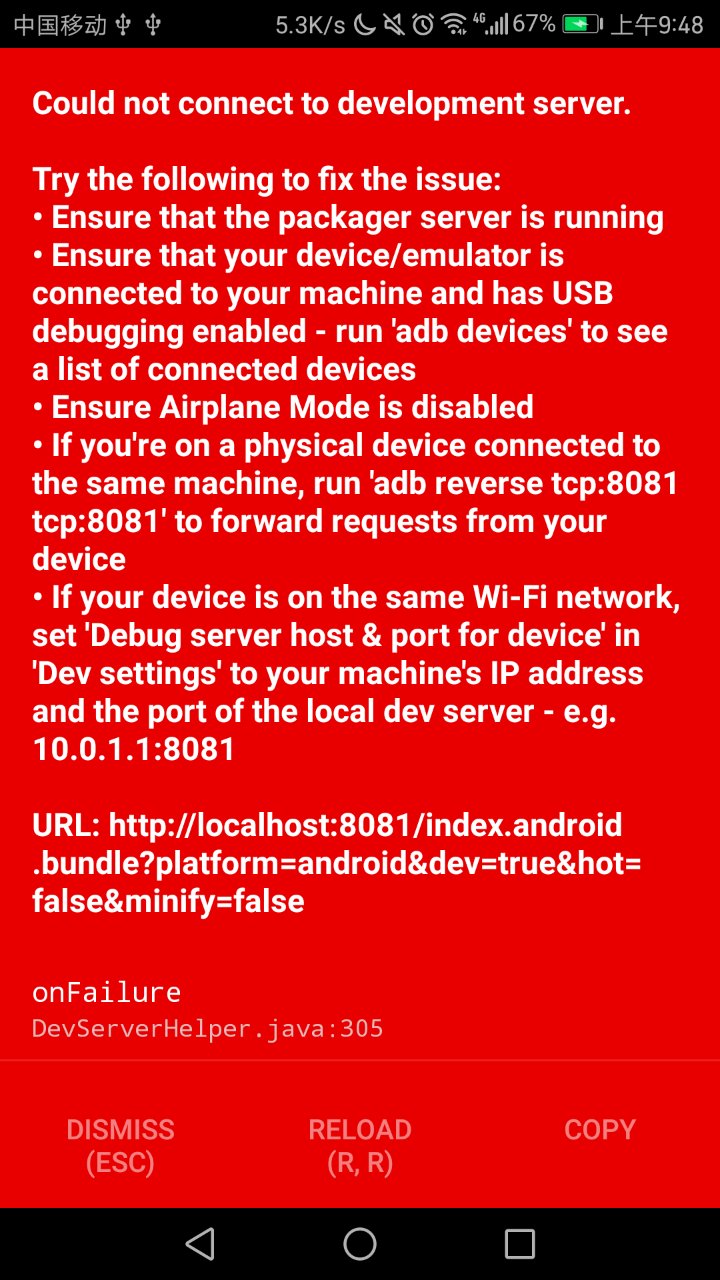 中国移动 5.3K/s 4G 67% 上午9:48
Could not connect to development server.
Try the following to fix the issue:
• Ensure that the packager server is running
• Ensure that your device/emulator is
connected to your machine and has USB
debugging enabled - run 'adb devices' to see
a list of connected devices
• Ensure Airplane Mode is disabled
• If you're on a physical device connected to
the same machine, run 'adb reverse tcp:8081
tcp:8081' to forward requests from your
device
• If your device is on the same Wi-Fi network,
set 'Debug server host & port for device' in
'Dev settings' to your machine's IP address
and the port of the local dev server - e.g.
10.0.1.1:8081
URL: http://localhost:8081/index.android
.bundle?platform=android&dev=true&hot=
false&minify=false
onFailure
DevServerHelper.java:305
DISMISS RELOAD COPY
(ESC) (R, R)